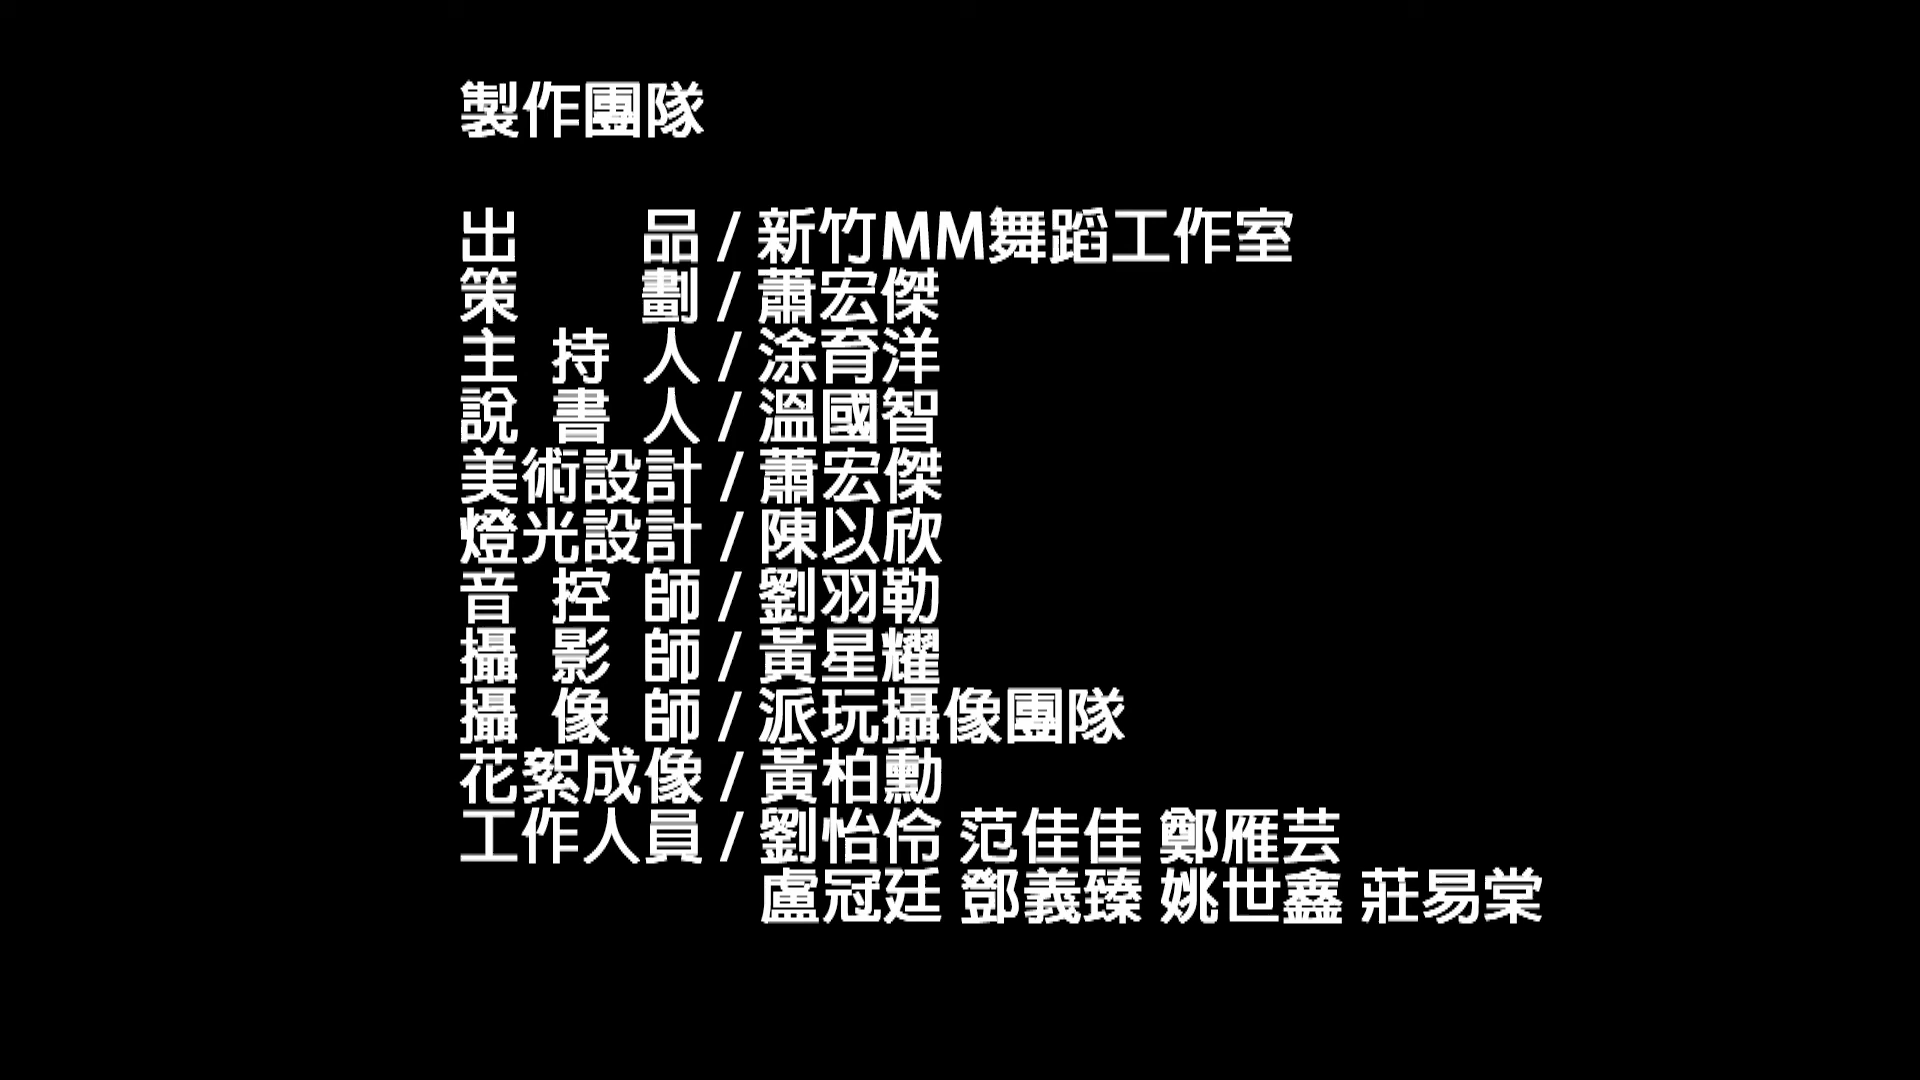 製作團隊
出 品 / 新竹MM舞蹈工作室
策 劃 / 蕭宏傑
主 持 人 / 涂育洋
說 書 人 / 溫國智
美術設計 / 蕭宏傑
燈光設計 / 陳以欣
音 控 師 / 劉羽勒
攝 影 師 / 黃星耀
攝 像 師 / 派玩攝像團隊
花絮成像 / 黃柏勳
工作人員 / 劉怡伶 范佳佳 鄭雁芸
盧冠廷 鄧義臻 姚世鑫 莊易棠